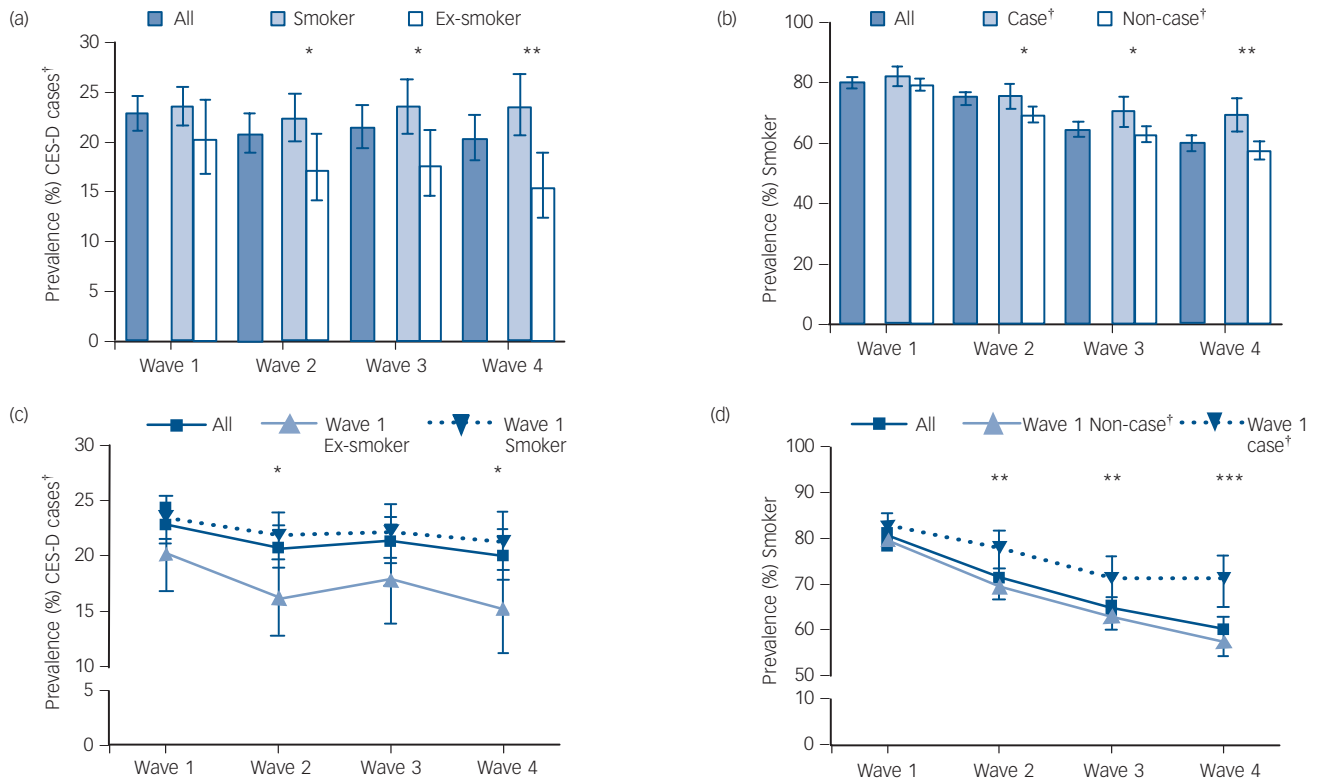 (a)
All
Smoker
Ex-smoker
Prevalence (%) CES-D cases†
30
25
20
15
10
5
0
*
*
**
Wave 1
Wave 2
Wave 3
Wave 4
(b)
All
Case†
Non-case†
Prevalence (%) Smoker
100
80
60
40
20
0
*
*
**
Wave 1
Wave 2
Wave 3
Wave 4
(c)
All
Wave 1
Ex-smoker
Wave 1
Smoker
Prevalence (%) CES-D cases†
30
25
20
15
10
5
0
*
*
Wave 1
Wave 2
Wave 3
Wave 4
(d)
All
Wave 1 Non-case†
Wave 1
case†
Prevalence (%) Smoker
100
90
80
70
60
50
10
0
**
**
***
Wave 1
Wave 2
Wave 3
Wave 4